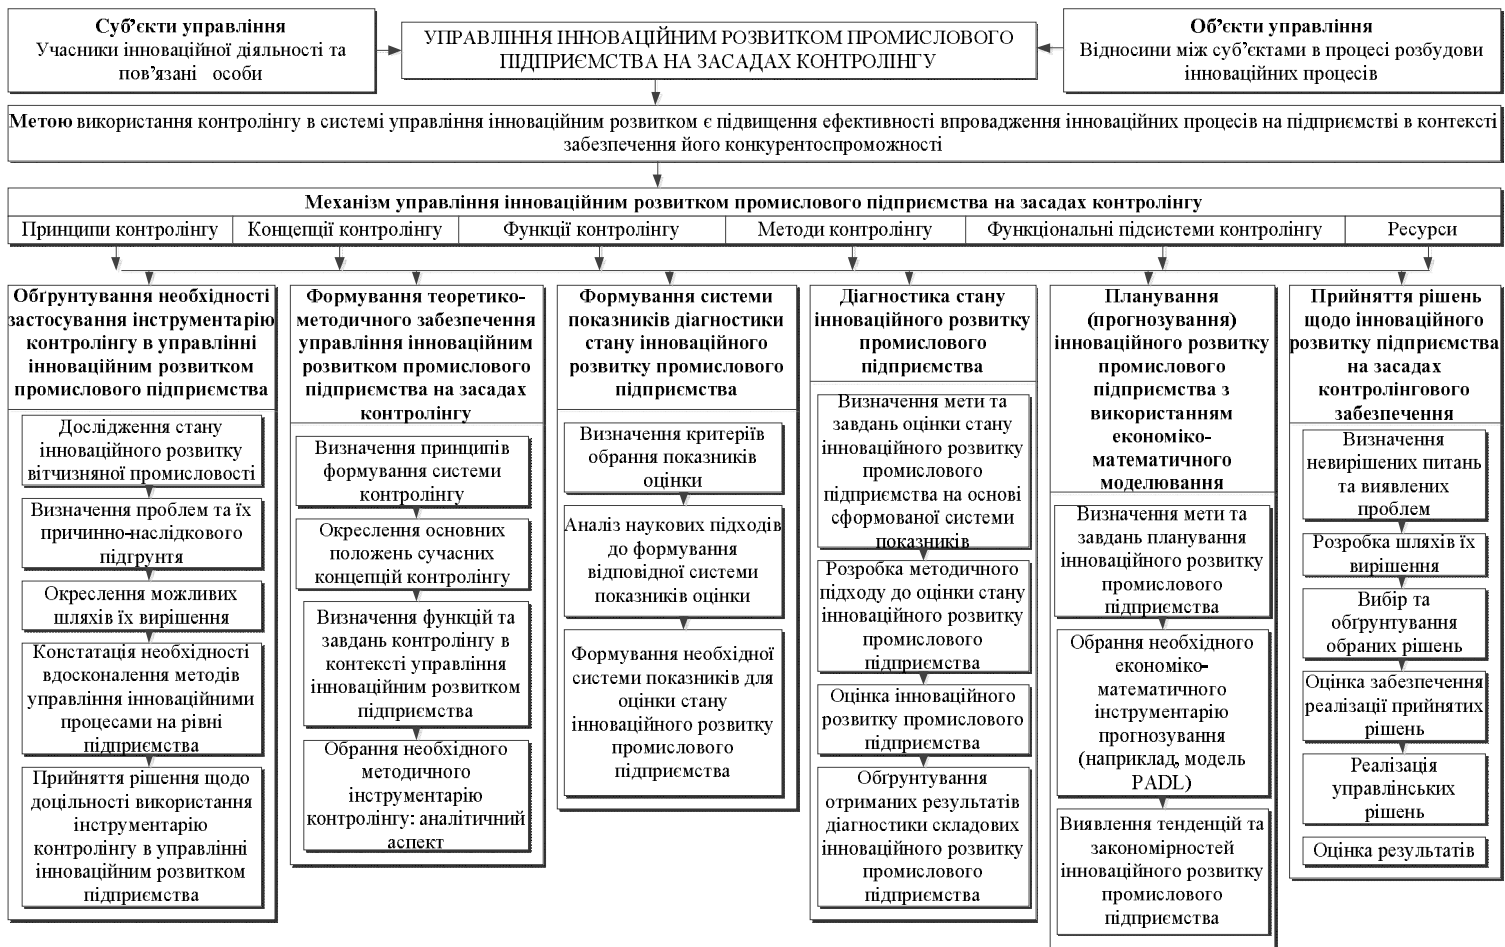 Суб’єкти управління
Учасники інноваційної діяльності та
пов’язані особи
УПРАВЛІННЯ ІННОВАЦІЙНИМ РОЗВИТКОМ ПРОМИСЛОВОГО
ПІДПРИЄМСТВА НА ЗАСАДАХ КОНТРОЛІНГУ
Об’єкти управління
Відносини між суб’єктами в процесі розбудови
інноваційних процесів
Метою використання контролінгу в системі управління інноваційним розвитком є підвищення ефективності впровадження інноваційних процесів на підприємстві в контексті
забезпечення його конкурентоспроможності
Механізм управління інноваційним розвитком промислового підприємства на засадах контролінгу
Принципи контролінгу
Концепції контролінгу
Функції контролінгу
Методи контролінгу
Функціональні підсистеми контролінгу
Ресурси
Обґрунтування необхідності
застосування інструментарію
контролінгу в управлінні
інноваційним розвитком
промислового підприємства
Дослідження стану
інноваційного розвитку
вітчизняної промисловості
Визначення проблем та їх
причинно-наслідкового
підгрунтя
Окреслення можливих
шляхів їх вирішення
Констатація необхідності
вдосконалення методів
управління інноваційними
процесами на рівні
підприємства
Прийняття рішення щодо
доцільності використання
інструментарію
контролінгу в управлінні
інноваційним розвитком
підприємства
Формування теоретико-
методичного забезпечення
управління інноваційним
розвитком промислового
підприємства на засадах
контролінгу
Визначення принципів
формування системи
контролінгу
Окреслення основних
положень сучасних
концепцій контролінгу
Визначення функцій та
завдань контролінгу в
контексті управління
інноваційним розвитком
підприємства
Обрання необхідного
методичного
інструментарію
контролінгу: аналітичний
аспект
Формування системи
показників діагностики
стану інноваційного
розвитку промислового
підприємства
Визначення критеріїв
обрання показників
оцінки
Аналіз наукових підходів
до формування
відповідної системи
показників оцінки
Формування необхідної
системи показників для
оцінки стану
інноваційного розвитку
промислового
підприємства
Діагностика стану
інноваційного розвитку
промислового
підприємства
Визначення мети та
завдань оцінки стану
інноваційного розвитку
промислового
підприємства на основі
сформованої системи
показників
Розробка методичного
підходу до оцінки стану
інноваційного розвитку
промислового
підприємства
Оцінка інноваційного
розвитку промислового
підприємства
Обґрунтування
отриманих результатів
діагностики складових
інноваційного розвитку
промислового
підприємства
Планування
(прогнозування)
інноваційного розвитку
промислового
підприємства з
використанням
економіко-
математичного
моделювання
Визначення мети та
завдань планування
інноваційного розвитку
промислового
підприємства
Обрання необхідного
економіко-
математичного
інструментарію
прогнозування
(наприклад, модель
PADL)
Виявлення тенденцій та
закономірностей
інноваційного розвитку
промислового
підприємства
Прийняття рішень
щодо інноваційного
розвитку підприємства
на засадах
контролінгового
забезпечення
Визначення
невирішених питань
та виявлених
проблем
Розробка шляхів їх
вирішення
Вибір та
обґрунтування
обраних рішень
Оцінка забезпечення
реалізації прийнятих
рішень
Реалізація
управлінських
рішень
Оцінка результатів